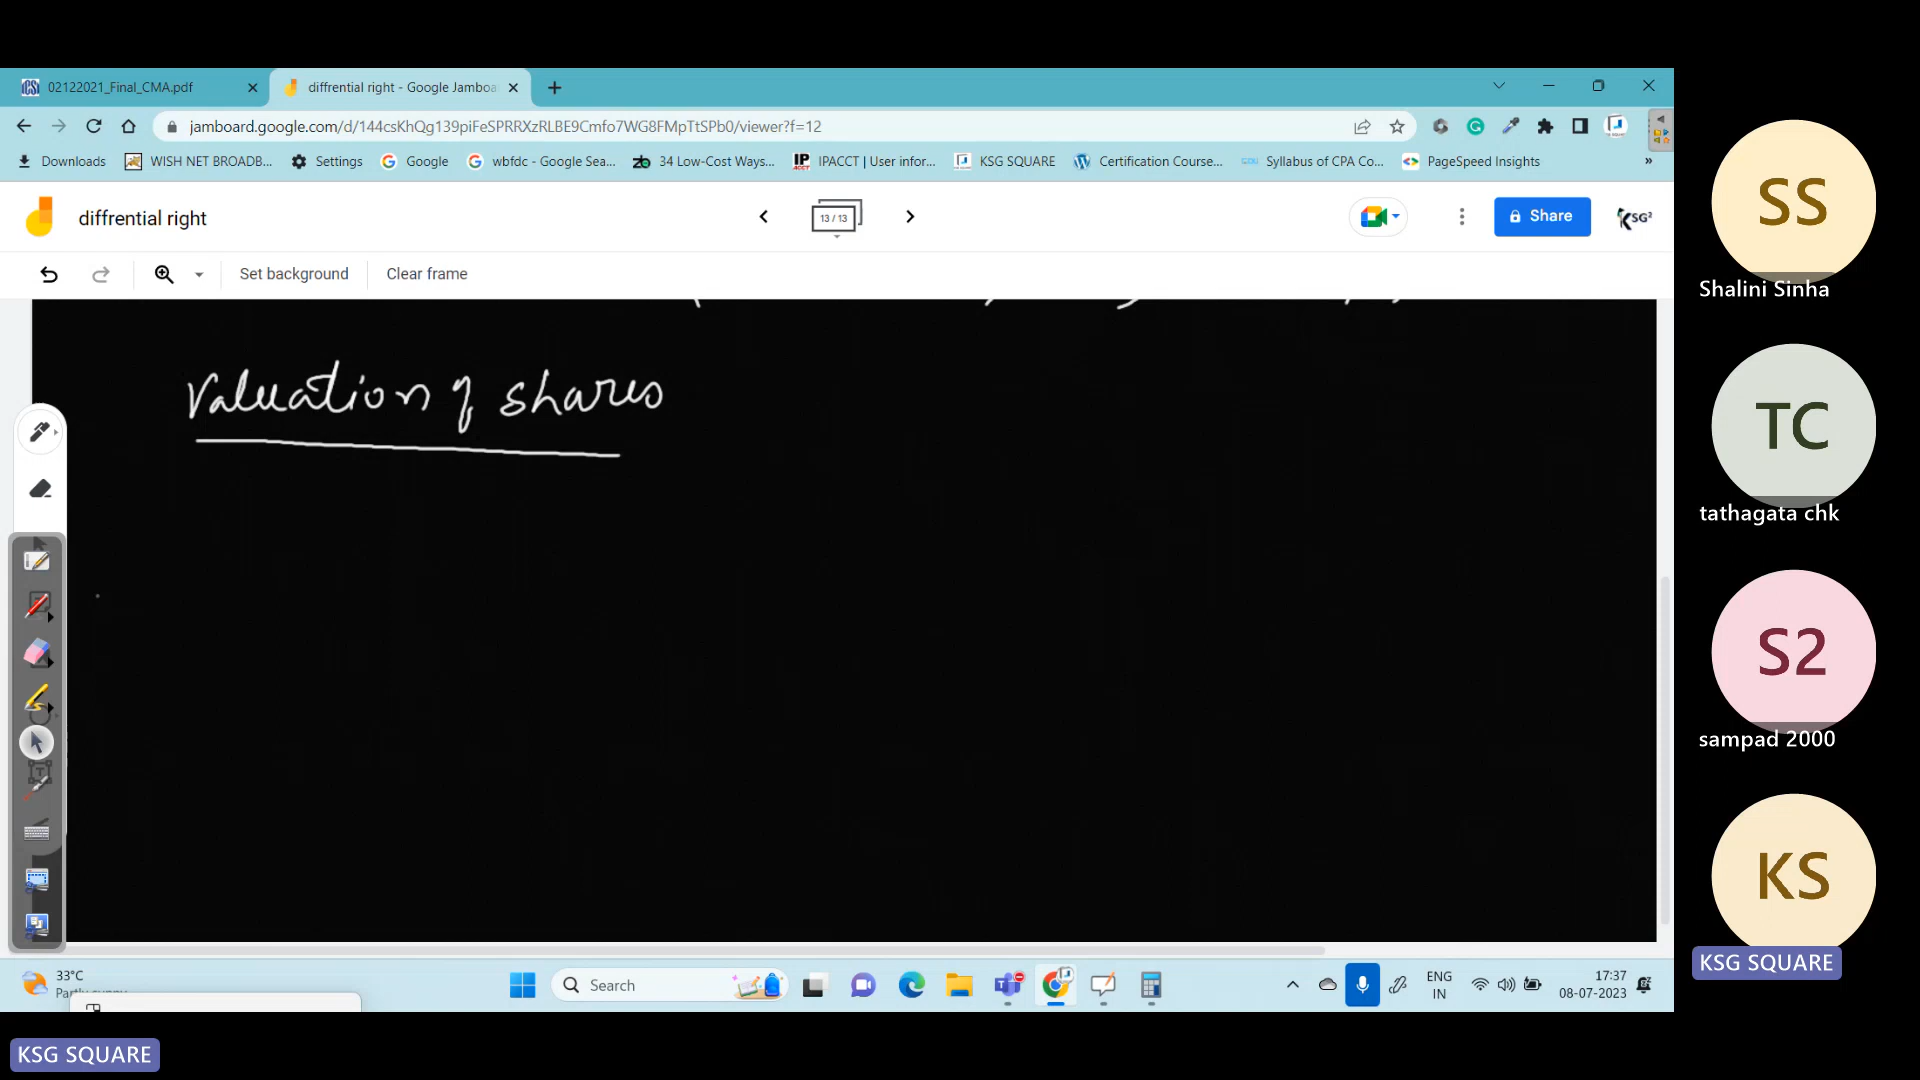 02122021_Final_CMA.pdf
diffrential right - Google Jamboa
jamboard.google.com/d/144csKhQg139piFeSPRRXzRLBE9Cmfo7WG8FMpTtSPb0/viewer?f=12
Downloads WISH NET BROADB... Settings Google wbfdc - Google Sea... 34 Low-Cost Ways... IPACCT | User infor... KSG SQUARE Certification Course... Syllabus of CPA Co... PageSpeed Insights »
diffrential right
13 / 13
Share
KSG²
Set background Clear frame
Valuation of shares
SS
Shalini Sinha
TC
tathagata chk
S2
sampad 2000
KS
KSG SQUARE
33°C
Search
ENG
IN
17:37
08-07-2023
KSG SQUARE